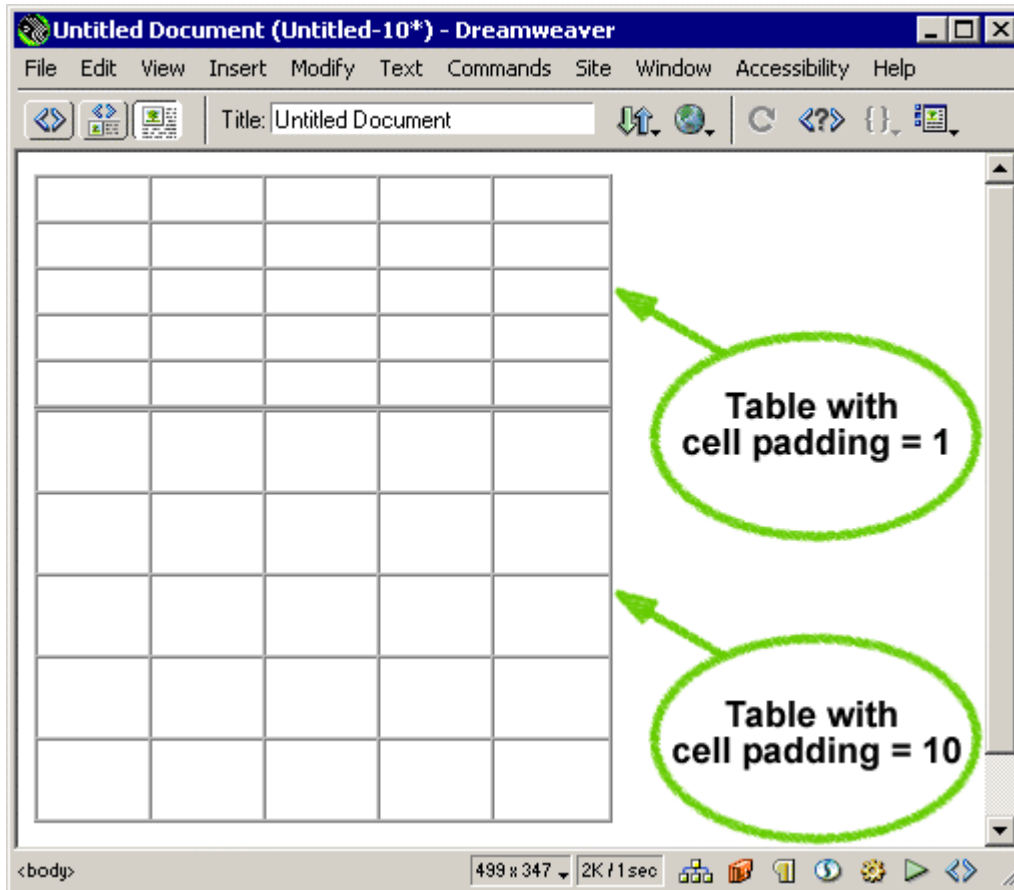 Untitled Document (Untitled-10*) - Dreamweaver
File Edit View Insert Modify Text Commands Site Window Accessibility Help
Title: Untitled Document
Table with
cell padding = 1
Table with
cell padding = 10
<body> 499 x 347 2K / 1 sec